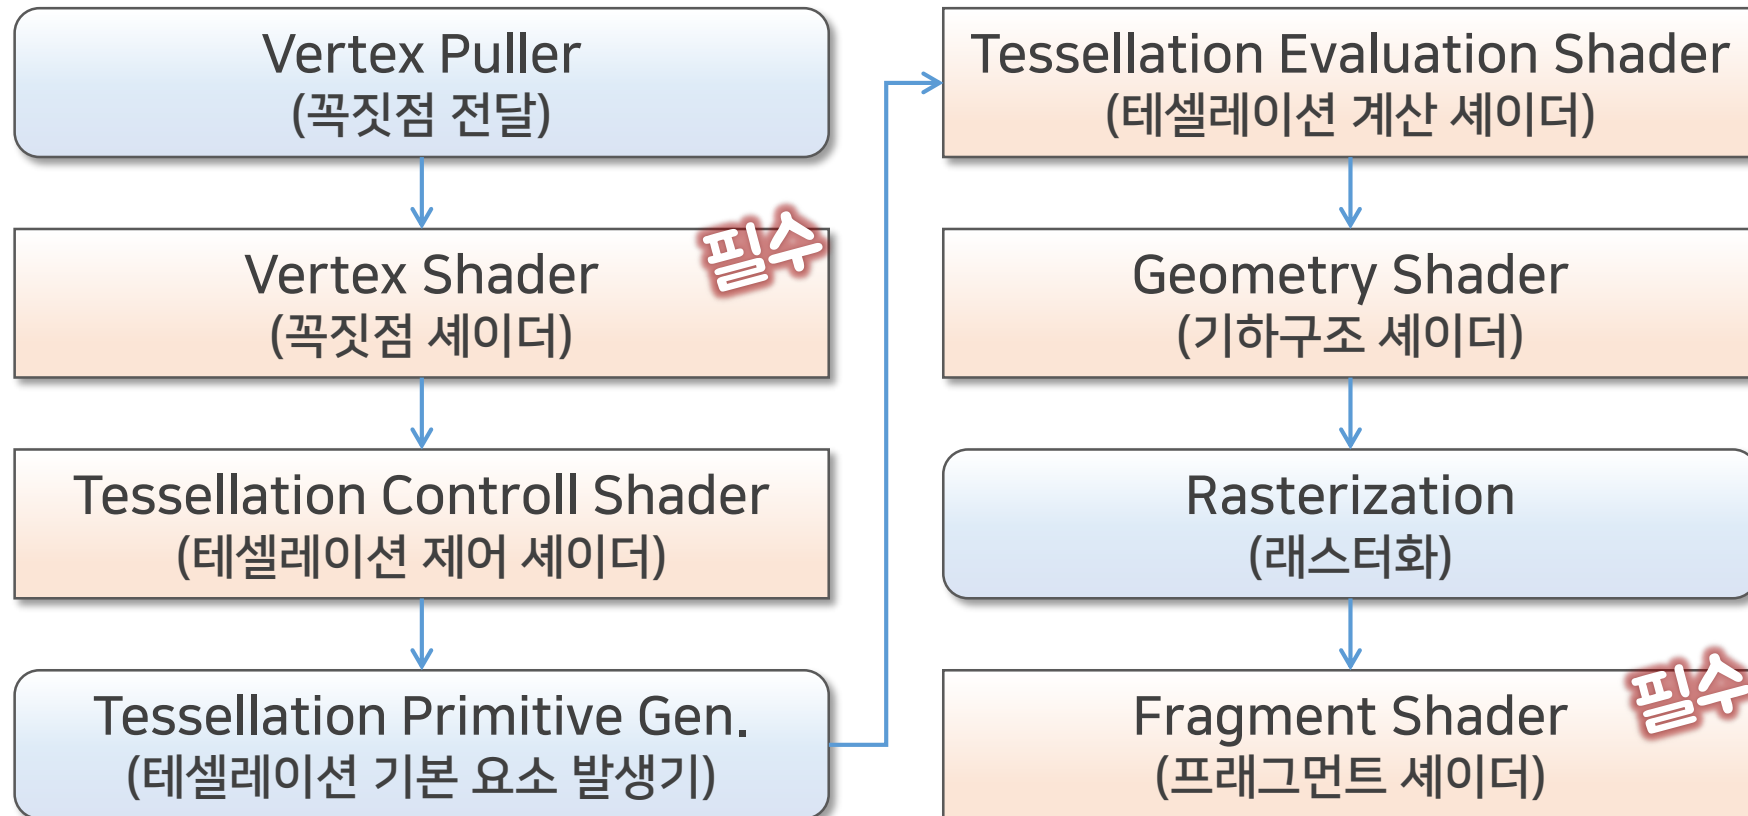 Vertex Puller
(꼭짓점 전달)
Vertex Shader
(꼭짓점 셰이더)
필수
Tessellation Controll Shader
(테셀레이션 제어 셰이더)
Tessellation Primitive Gen.
(테셀레이션 기본 요소 발생기)
Tessellation Evaluation Shader
(테셀레이션 계산 셰이더)
Geometry Shader
(기하구조 셰이더)
Rasterization
(래스터화)
Fragment Shader
(프래그먼트 셰이더)
필수